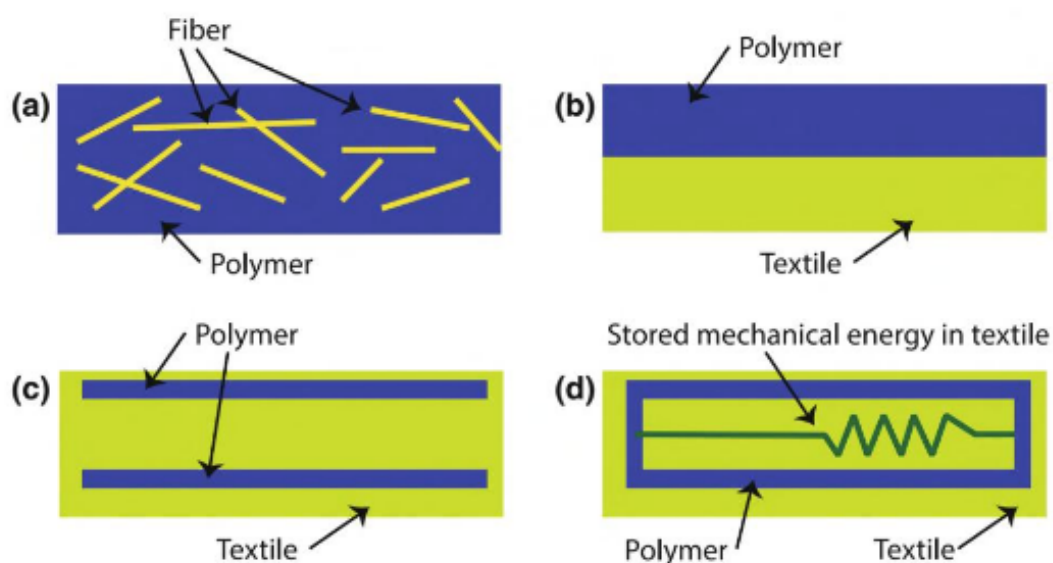 Fiber
(a)
Polymer
Polymer
(b)
Textile
Polymer
(c)
Textile
Stored mechanical energy in textile
(d)
Polymer
Textile